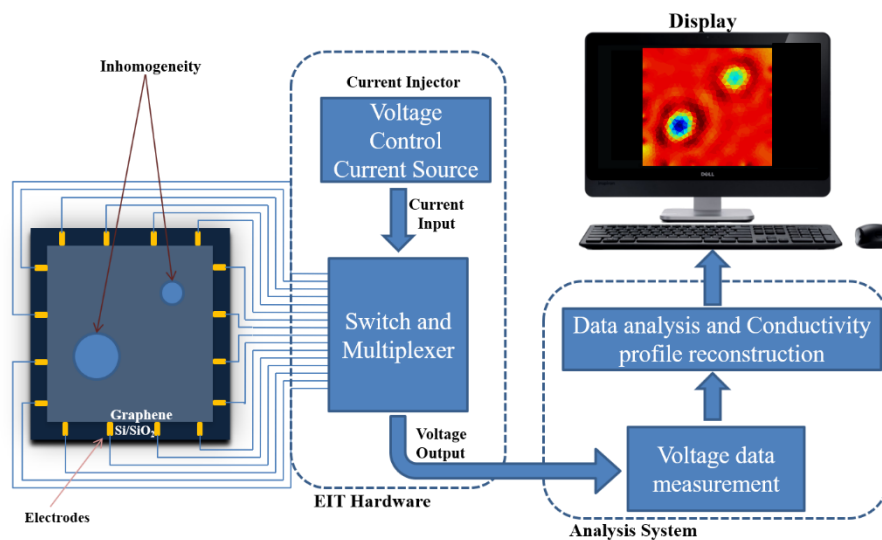 Display
Inhomogeneity
Current Injector
Voltage
Control
Current Source
Current
Input
Switch and
Multiplexer
Graphene
Si/SiO₂
Electrodes
Voltage
Output
EIT Hardware
DELL
Data analysis and Conductivity
profile reconstruction
Voltage data
measurement
Analysis System